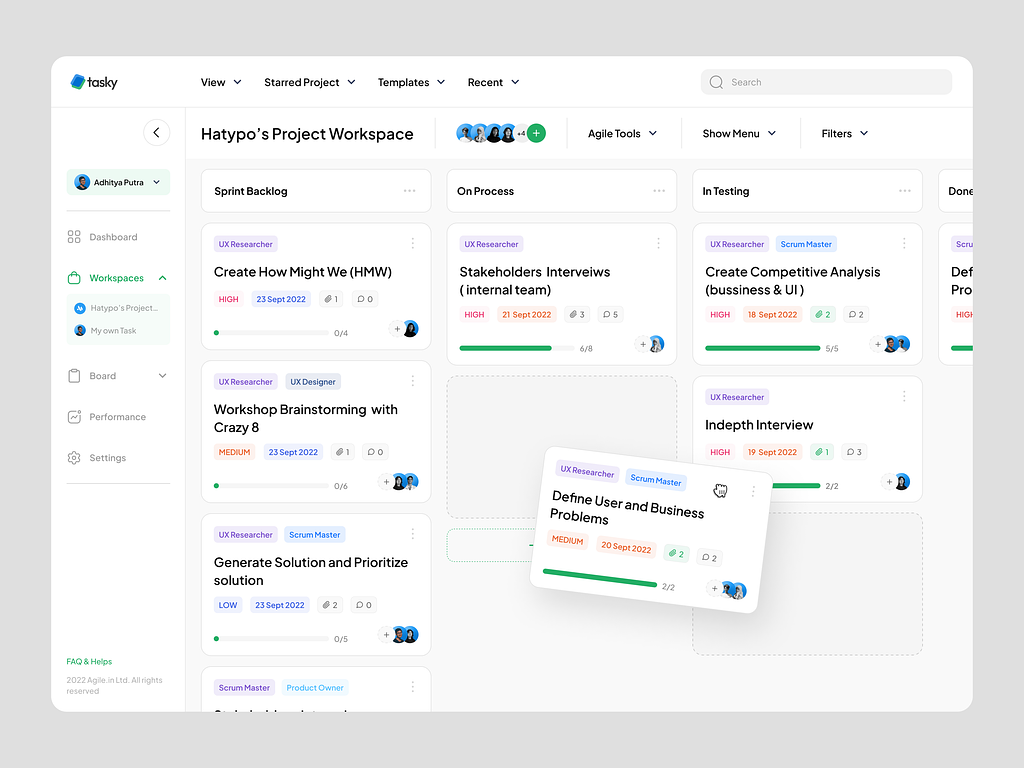 tasky
View
Starred Project
Templates
Recent
Search
Hatypo's Project Workspace
+4
+
Agile Tools
Show Menu
Filters
Adhitya Putra
Dashboard
Workspaces
Hatypo's Project...
My own Task
Board
Performance
Settings
FAQ & Helps
2022 Agile.in Ltd. All rights
reserved
Sprint Backlog
UX Researcher
Create How Might We (HMW)
HIGH
23 Sept 2022
1
0
0/4
+
UX Researcher
UX Designer
Workshop Brainstorming with
Crazy 8
MEDIUM
23 Sept 2022
1
0
0/6
+
UX Researcher
Scrum Master
Generate Solution and Prioritize
solution
LOW
23 Sept 2022
2
0
0/5
+
Scrum Master
Product Owner
On Process
UX Researcher
Stakeholders Interveiws
( internal team)
HIGH
21 Sept 2022
3
5
6/8
+
UX Researcher
Scrum Master
Define User and Business
Problems
MEDIUM
20 Sept 2022
2
2
2/2
+
In Testing
UX Researcher
Scrum Master
Create Competitive Analysis
(bussiness & UI )
HIGH
18 Sept 2022
2
2
5/5
+
UX Researcher
Indepth Interview
HIGH
19 Sept 2022
1
3
2/2
+
Done
Scru
Def
Pro
HIGH